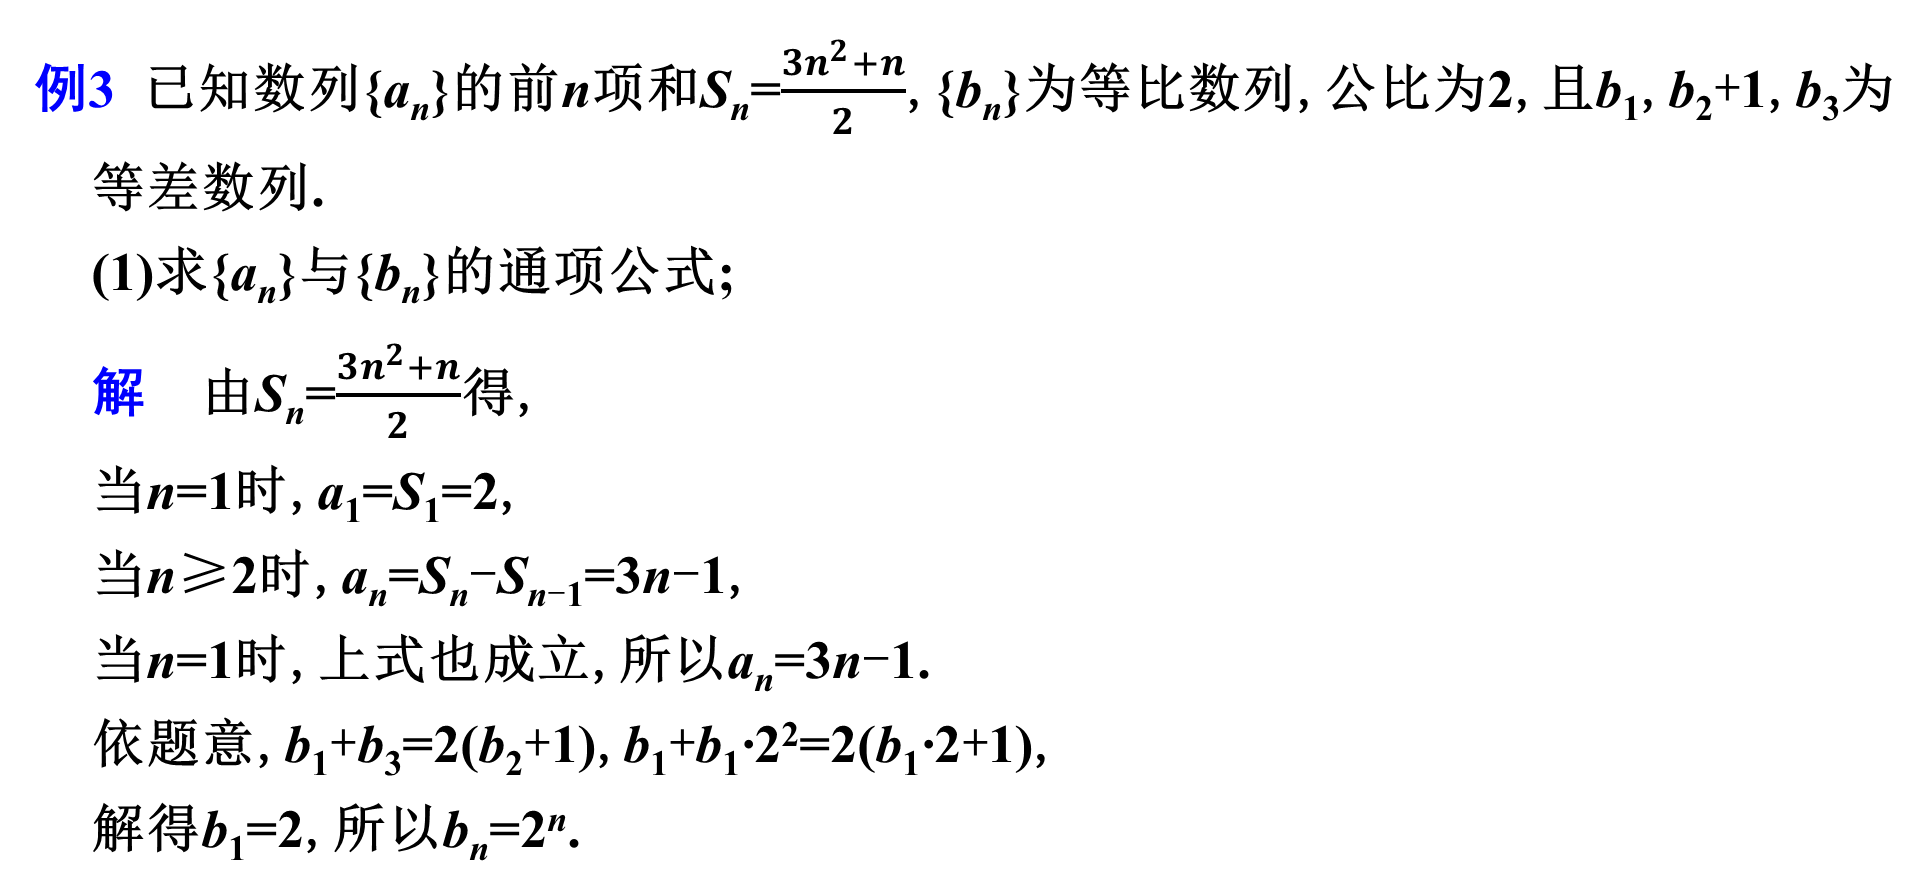 例3 已知数列{aₙ}的前n项和Sₙ=(3n²+n)/2, {bₙ}为等比数列, 公比为2, 且b₁, b₂+1, b₃为
等差数列.
(1)求{aₙ}与{bₙ}的通项公式;
解 由Sₙ=(3n²+n)/2得,
当n=1时, a₁=S₁=2,
当n⩾2时, aₙ=Sₙ−Sₙ₋₁=3n−1,
当n=1时, 上式也成立, 所以aₙ=3n−1.
依题意, b₁+b₃=2(b₂+1), b₁+b₁·2²=2(b₁·2+1),
解得b₁=2, 所以bₙ=2ⁿ.